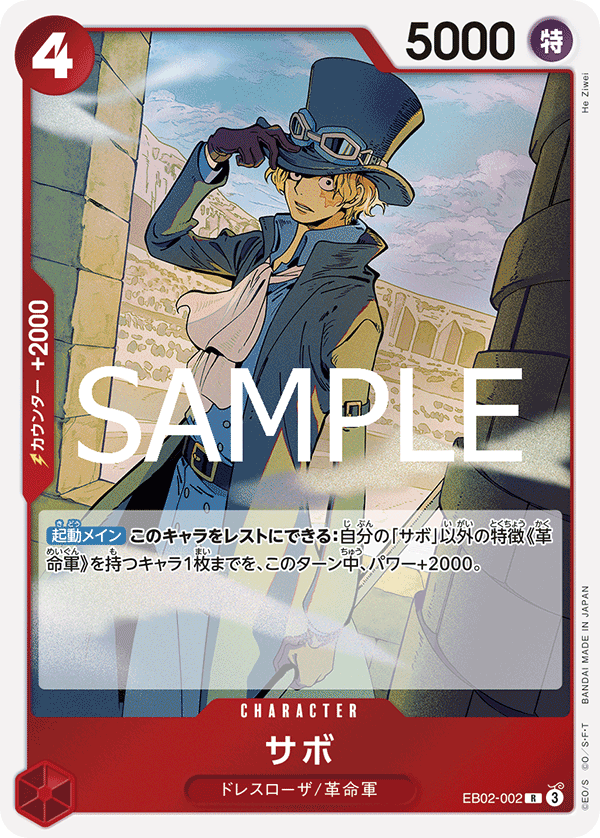 4
5000 特
He Ziwei
カウンター +2000
SAMPLE
起動メイン このキャラをレストにできる:自分の「サボ」以外の特徴《革
命軍》を持つキャラ1枚までを、このターン中、パワー+2000。
CHARACTER
サボ
ドレスローザ/革命軍
EB02-002 R 3
©EO/S ©O/S・F・T BANDAI MADE IN JAPAN